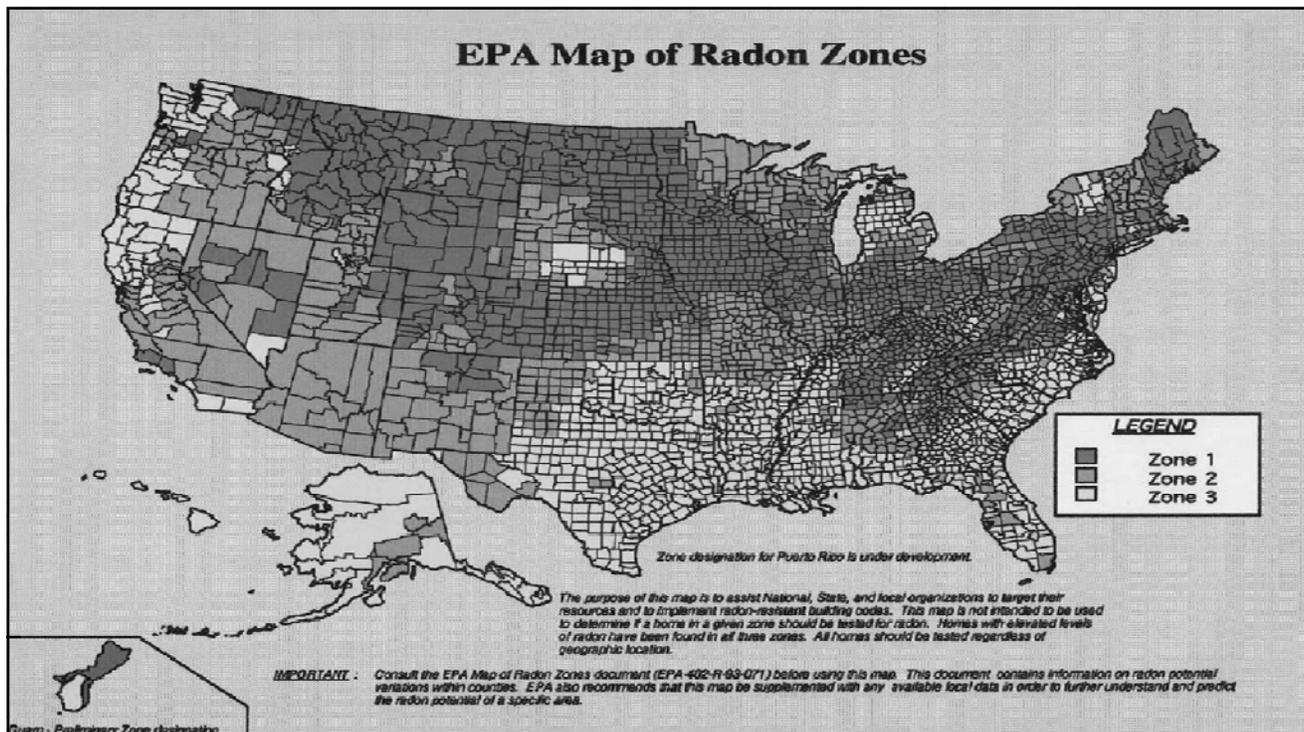 EPA Map of Radon Zones
LEGEND
Zone 1
Zone 2
Zone 3
Zone designation for Puerto Rico is under development.
The purpose of this map is to assist National, State, and local organizations to target their
resources and to implement radon-resistant building codes. This map is not intended to be used
to determine if a home in a given zone should be tested for radon. Homes with elevated levels
of radon have been found in all three zones. All homes should be tested regardless of
geographic location.
IMPORTANT : Consult the EPA Map of Radon Zones document (EPA-402-R-93-071) before using this map. This document contains information on radon potential
variations within counties. EPA also recommends that this map be supplemented with any available local data in order to further understand and predict
the radon potential of a specific area.
Guam - Preliminary Zone designation